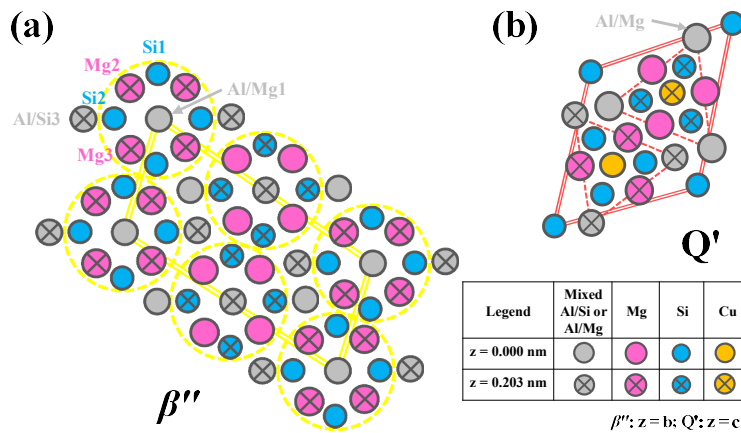 (a)
Si1
Mg2
Al/Mg1
Si2
Al/Si3
Mg3
β''
(b)
Al/Mg
Q'
Legend Mixed Al/Si or Al/Mg Mg Si Cu
z = 0.000 nm
z = 0.203 nm
β'': z = b; Q': z = c